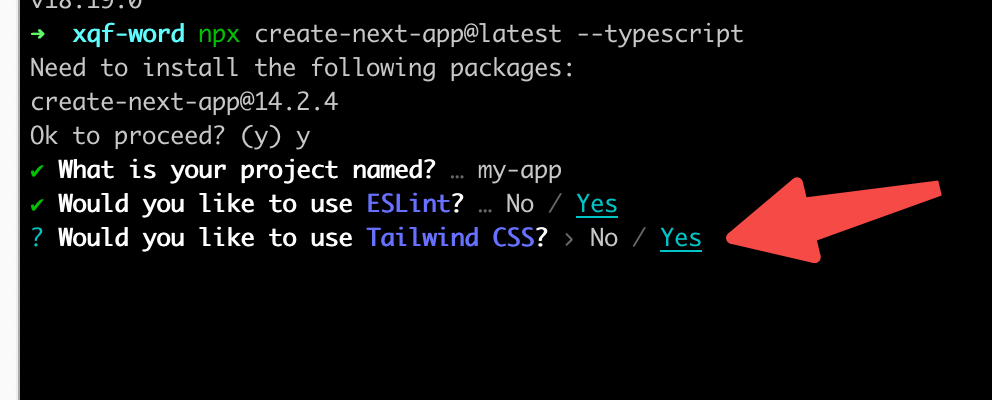 v18.19.0
➜ xqf-word npx create-next-app@latest --typescript
Need to install the following packages:
create-next-app@14.2.4
Ok to proceed? (y) y
✔ What is your project named? … my-app
✔ Would you like to use ESLint? … No / Yes
? Would you like to use Tailwind CSS? › No / Yes